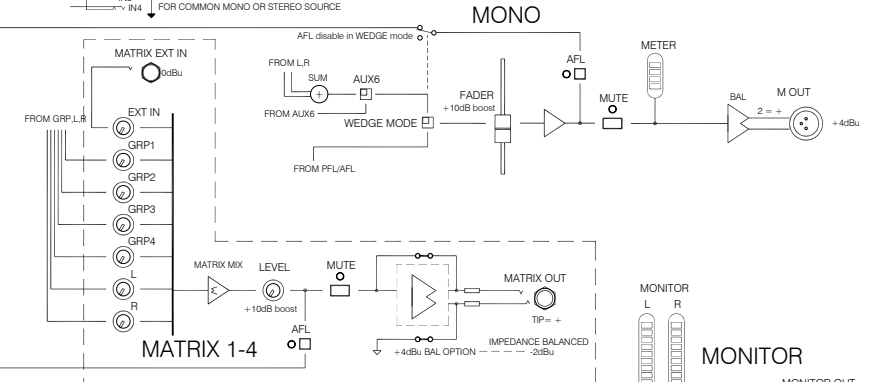 IN4
FOR COMMON MONO OR STEREO SOURCE
MONO
AFL disable in WEDGE mode
MATRIX EXT IN
0dBu
FROM L,R
SUM
AUX6
AFL
METER
FADER
+10dB boost
MUTE
BAL
M OUT
2 = +
+4dBu
FROM AUX6
WEDGE MODE
FROM PFL/AFL
FROM GRP,L,R
EXT IN
GRP1
GRP2
GRP3
GRP4
L
R
MATRIX MIX
LEVEL
+10dB boost
MUTE
AFL
MATRIX OUT
TIP= +
IMPEDANCE BALANCED
+4dBu BAL OPTION
-2dBu
MATRIX 1-4
MONITOR
L R
MONITOR
MONITOR OUT